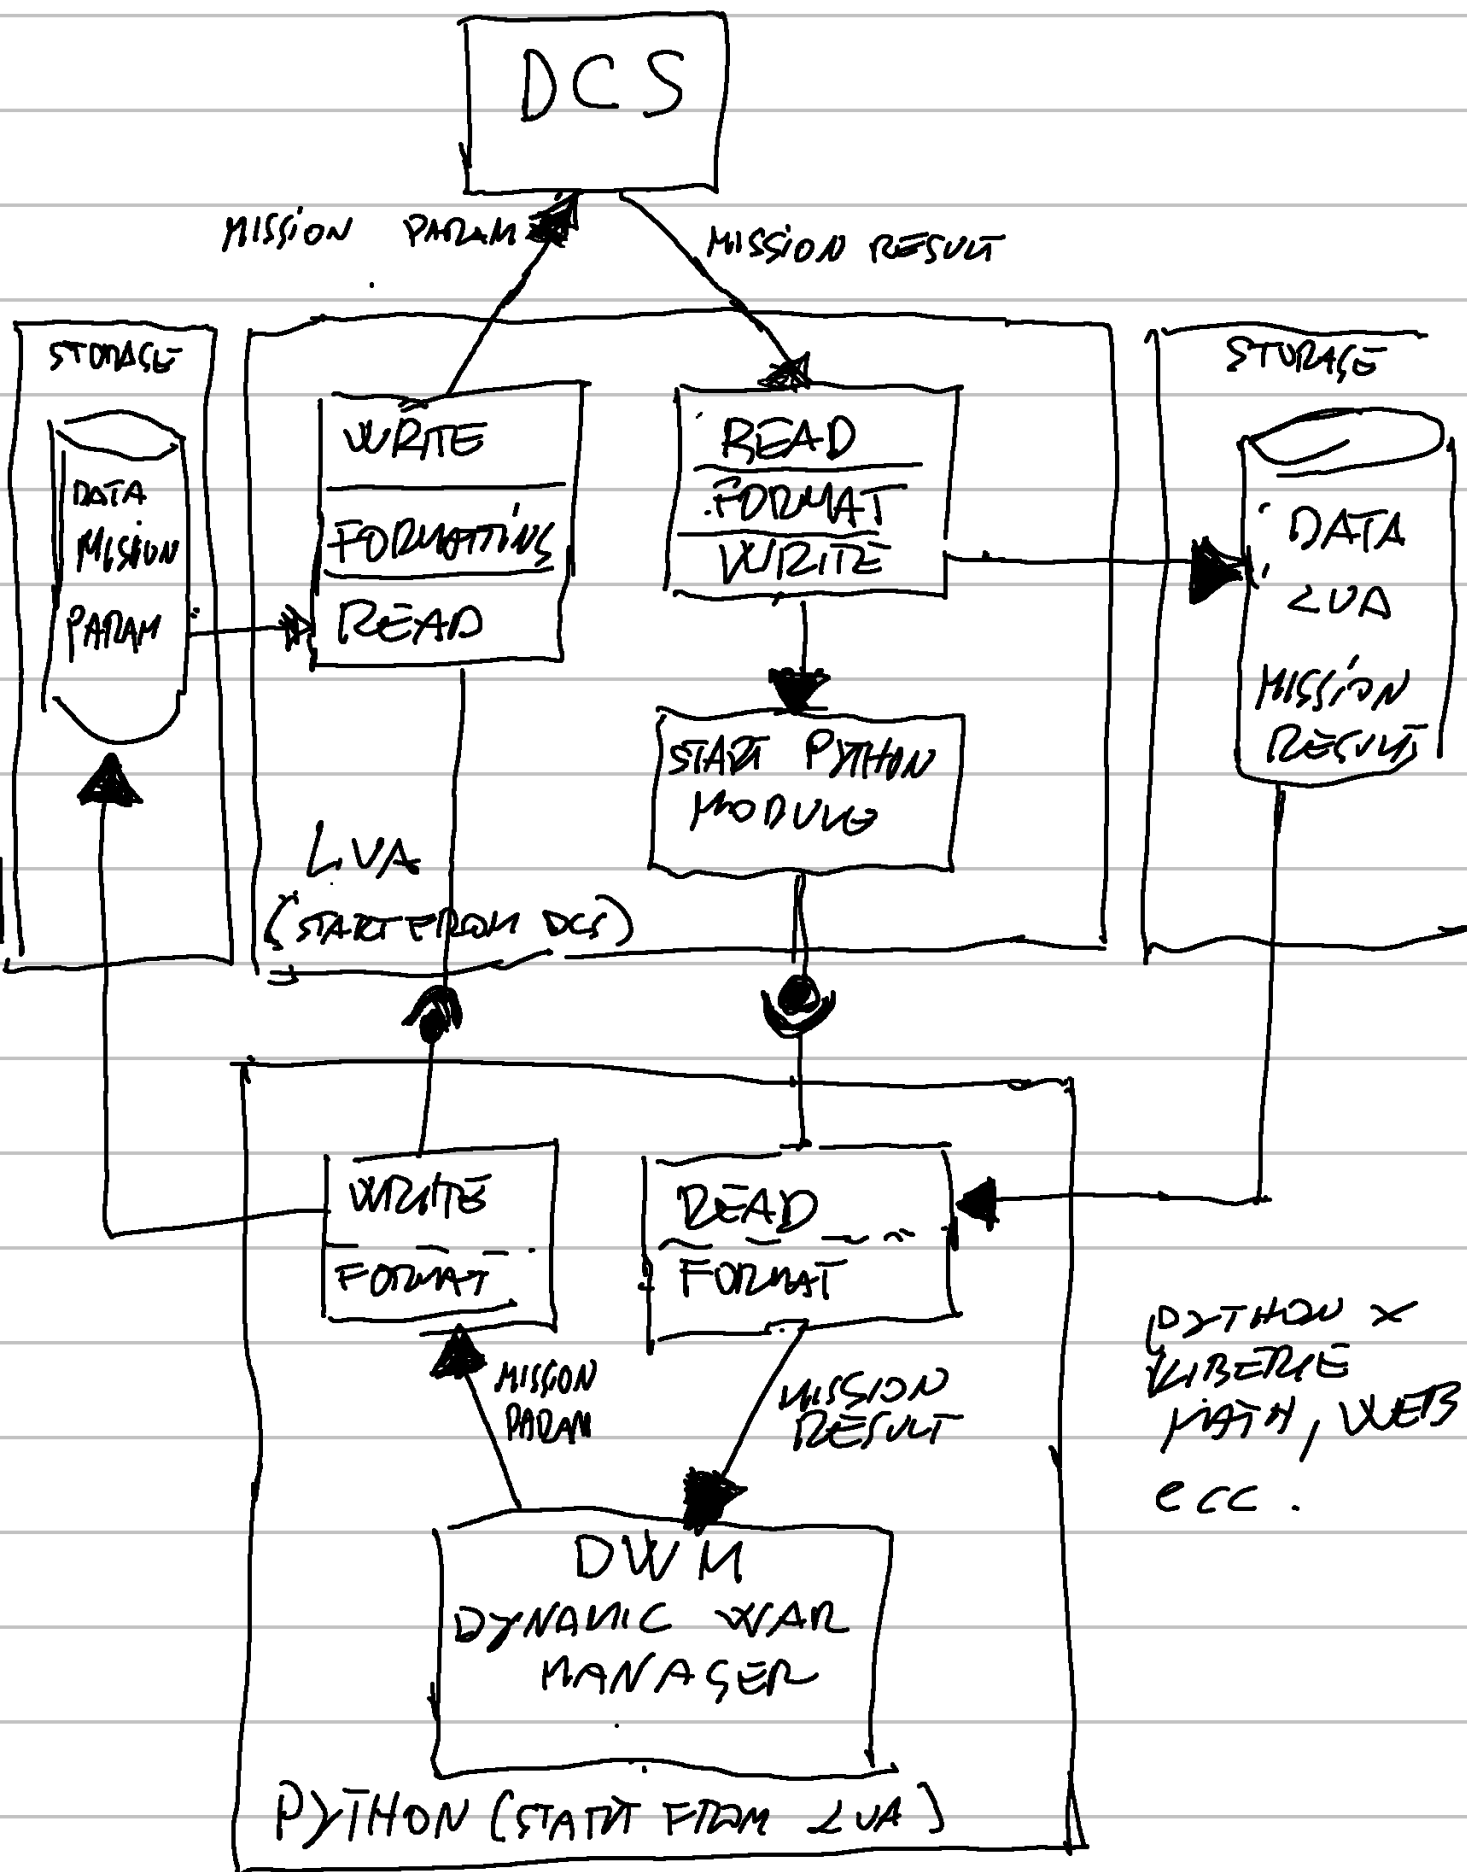 DCS
MISSION PARAM
MISSION RESULT
STORAGE
DATA
MISSION
PARAM
WRITE
FORMATTING
READ
READ
FORMAT
WRITE
STORAGE
DATA
LUA
MISSION
RESULT
START PYTHON
MODULE
LUA
(START FROM DCS)
WRITE
FORMAT
READ
FORMAT
MISSION
PARAM
MISSION
RESULT
PYTHON X
LIBERIE
MATH, WEB
ecc.
DWM
DYNAMIC WAR
MANAGER
PYTHON (START FROM LUA)